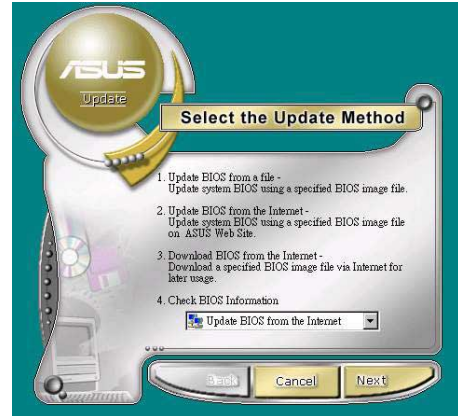 ASUS
Update
Select the Update Method
1. Update BIOS from a file -
Update system BIOS using a specified BIOS image file.
2. Update BIOS from the Internet -
Update system BIOS using a specified BIOS image file
on ASUS Web Site.
3. Download BIOS from the Internet -
Download a specified BIOS image file via Internet for
later usage.
4. Check BIOS Information
Update BIOS from the Internet
Back Cancel Next